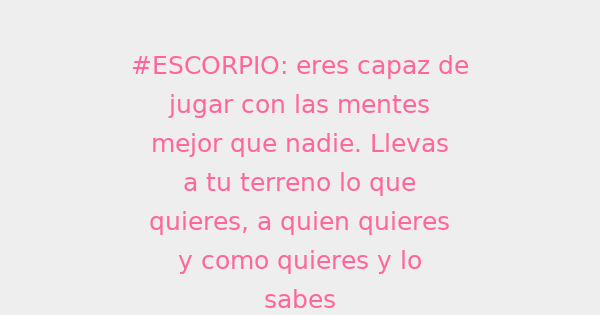 #ESCORPIO: eres capaz de
jugar con las mentes
mejor que nadie. Llevas
a tu terreno lo que
quieres, a quien quieres
y como quieres y lo
sabes